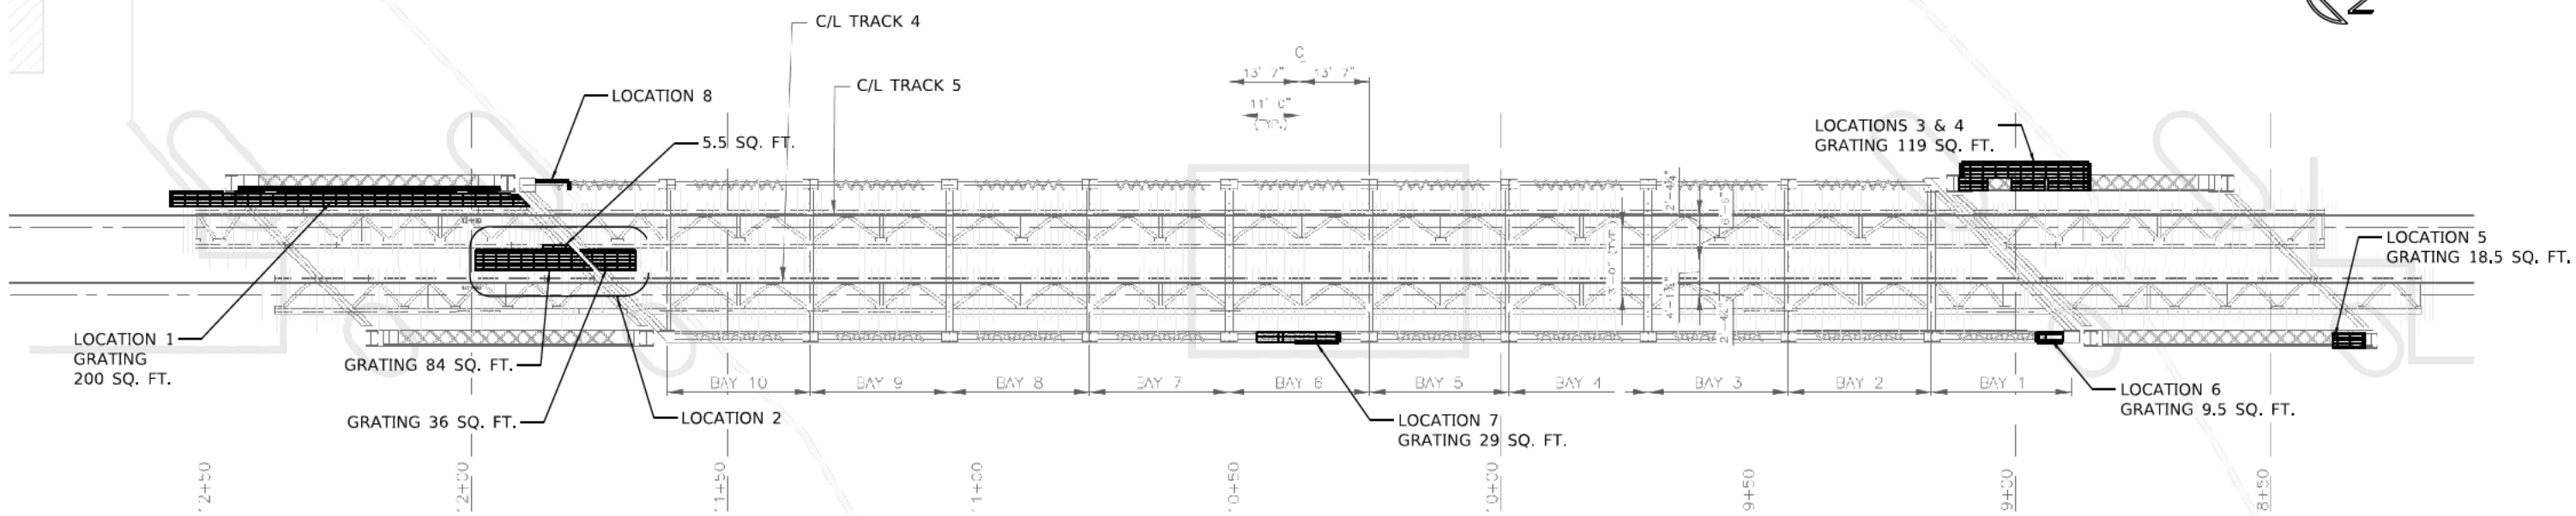 C/L TRACK 4
C/L TRACK 5
LOCATION 8
5.5 SQ. FT.
13' 7" 13' 7"
11' 0"
(TYP.)
LOCATIONS 3 & 4
GRATING 119 SQ. FT.
LOCATION 5
GRATING 18.5 SQ. FT.
LOCATION 1
GRATING
200 SQ. FT.
GRATING 84 SQ. FT.
GRATING 36 SQ. FT.
LOCATION 2
BAY 10 BAY 9 BAY 8 BAY 7 BAY 6 BAY 5 BAY 4 BAY 3 BAY 2 BAY 1
LOCATION 7
GRATING 29 SQ. FT.
LOCATION 6
GRATING 9.5 SQ. FT.
12+50 12+00 11+50 11+00 10+50 10+00 9+50 9+00 8+50